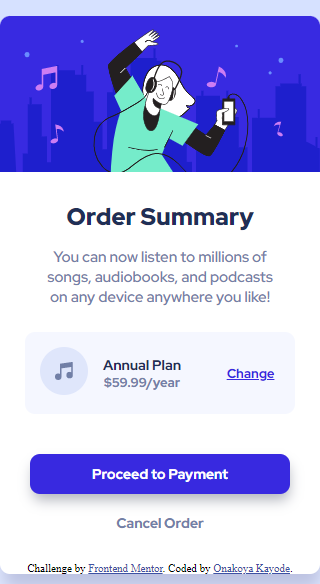 Order Summary
You can now listen to millions of
songs, audiobooks, and podcasts
on any device anywhere you like!
Annual Plan
$59.99/year
Change
Proceed to Payment
Cancel Order
Challenge by Frontend Mentor. Coded by Onakoya Kayode.